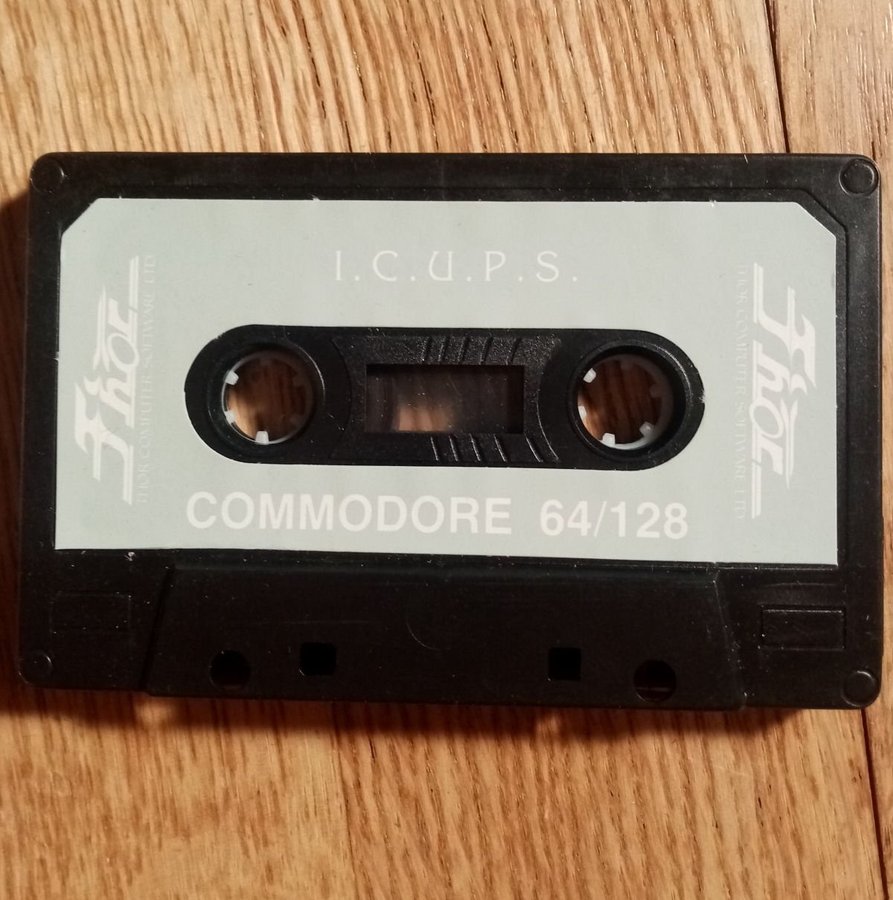 I.C.U.P.S.
Thor
THOR COMPUTER SOFTWARE LTD
Thor
THOR COMPUTER SOFTWARE LTD
COMMODORE 64/128